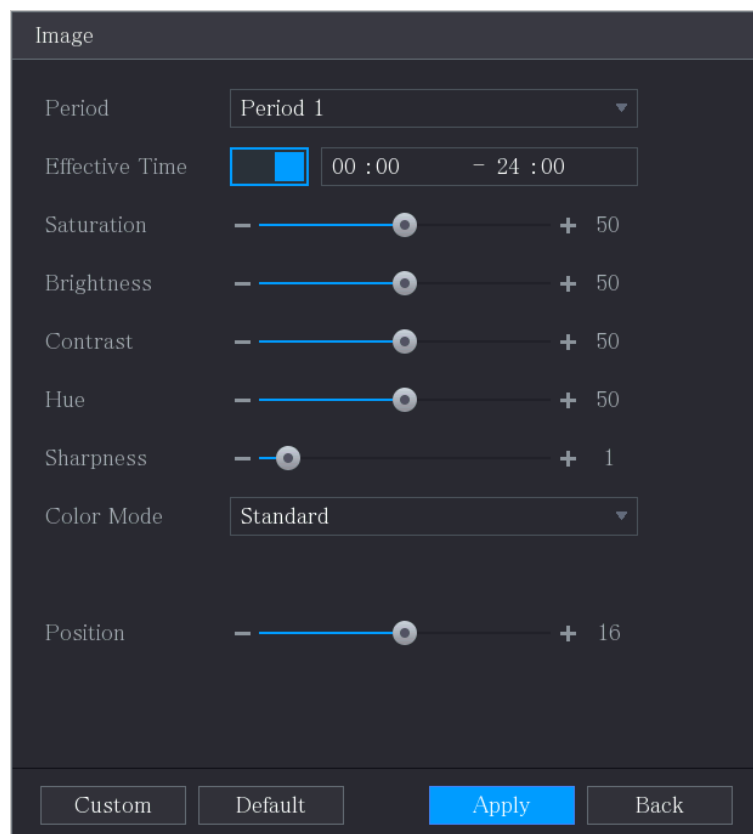 Image
Period Period 1
Effective Time 00 :00 - 24 :00
Saturation 50
Brightness 50
Contrast 50
Hue 50
Sharpness 1
Color Mode Standard
Position 16
Custom Default Apply Back